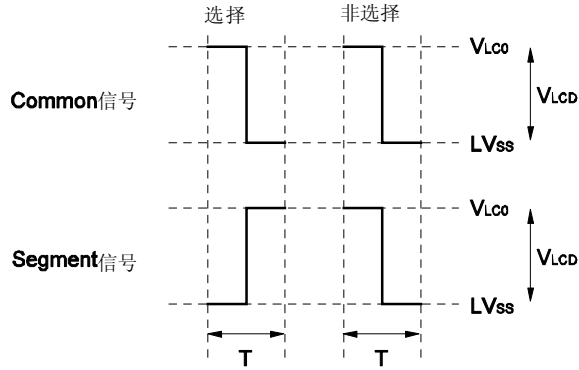 选择 非选择
VLC0
Common信号
VLCD
LVSS
VLC0
Segment信号
VLCD
LVSS
T T